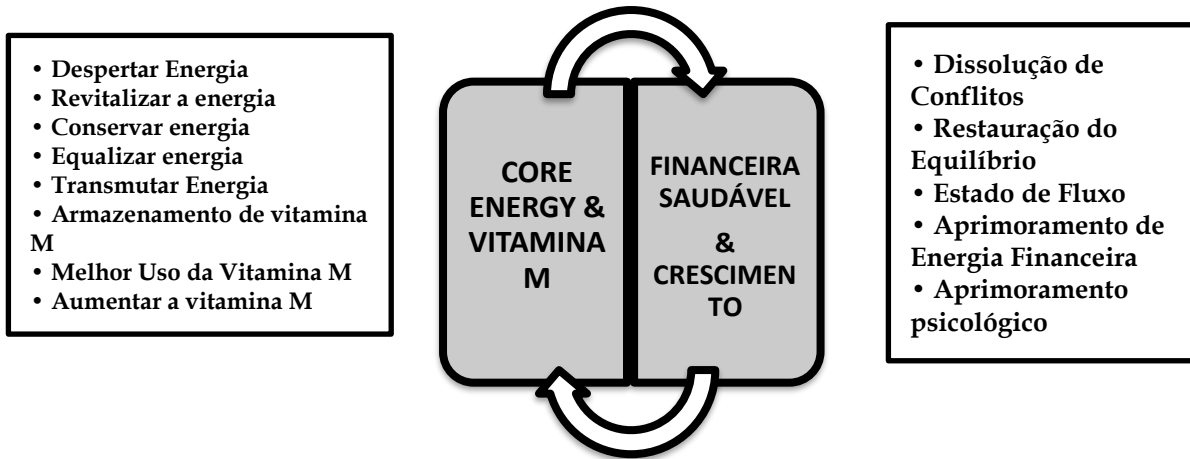 • Despertar Energia
• Revitalizar a energia
• Conservar energia
• Equalizar energia
• Transmutar Energia
• Armazenamento de vitamina
M
• Melhor Uso da Vitamina M
• Aumentar a vitamina M
CORE
ENERGY &
VITAMINA
M
FINANCEIRA
SAUDÁVEL
&
CRESCIMEN
TO
• Dissolução de
Conflitos
• Restauração do
Equilíbrio
• Estado de Fluxo
• Aprimoramento de
Energia Financeira
• Aprimoramento
psicológico